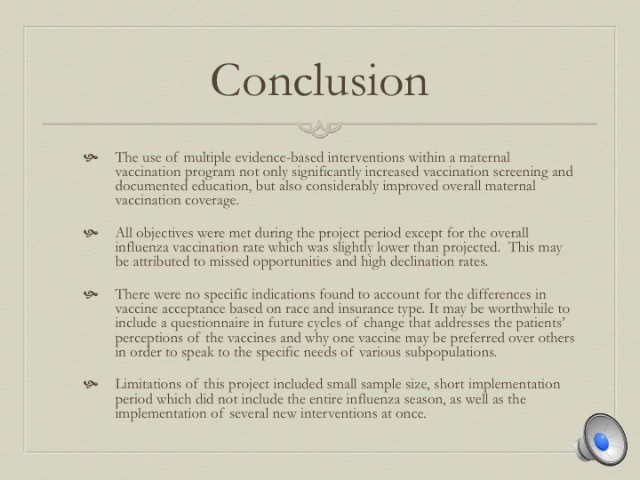 Conclusion
The use of multiple evidence-based interventions within a maternal
vaccination program not only significantly increased vaccination screening and
documented education, but also considerably improved overall maternal
vaccination coverage.
All objectives were met during the project period except for the overall
influenza vaccination rate which was slightly lower than projected.  This may
be attributed to missed opportunities and high declination rates.
There were no specific indications found to account for the differences in
vaccine acceptance based on race and insurance type. It may be worthwhile to
include a questionnaire in future cycles of change that addresses the patients’
perceptions of the vaccines and why one vaccine may be preferred over others
in order to speak to the specific needs of various subpopulations.
Limitations of this project included small sample size, short implementation
period which did not include the entire influenza season, as well as the
implementation of several new interventions at once.